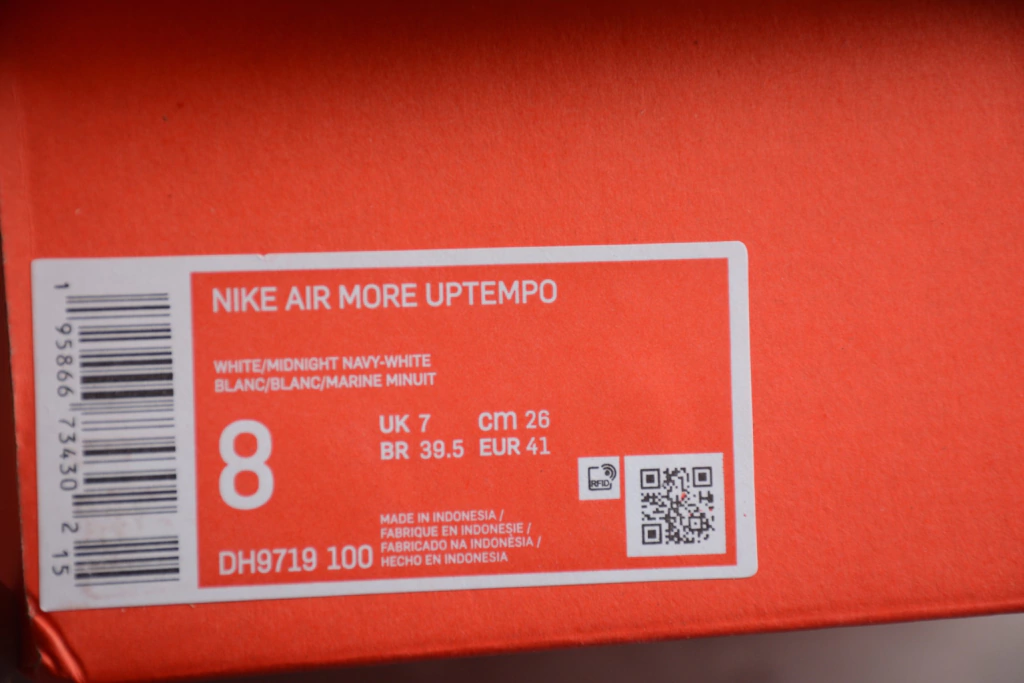 NIKE AIR MORE UPTEMPO
WHITE/MIDNIGHT NAVY-WHITE
BLANC/BLANC/MARINE MINUIT
8
UK 7 cm 26
BR 39.5 EUR 41
RFID
MADE IN INDONESIA /
FABRIQUE EN INDONESIE /
FABRICADO NA INDONÉSIA /
HECHO EN INDONESIA
DH9719 100
1 95866 73430 2 15